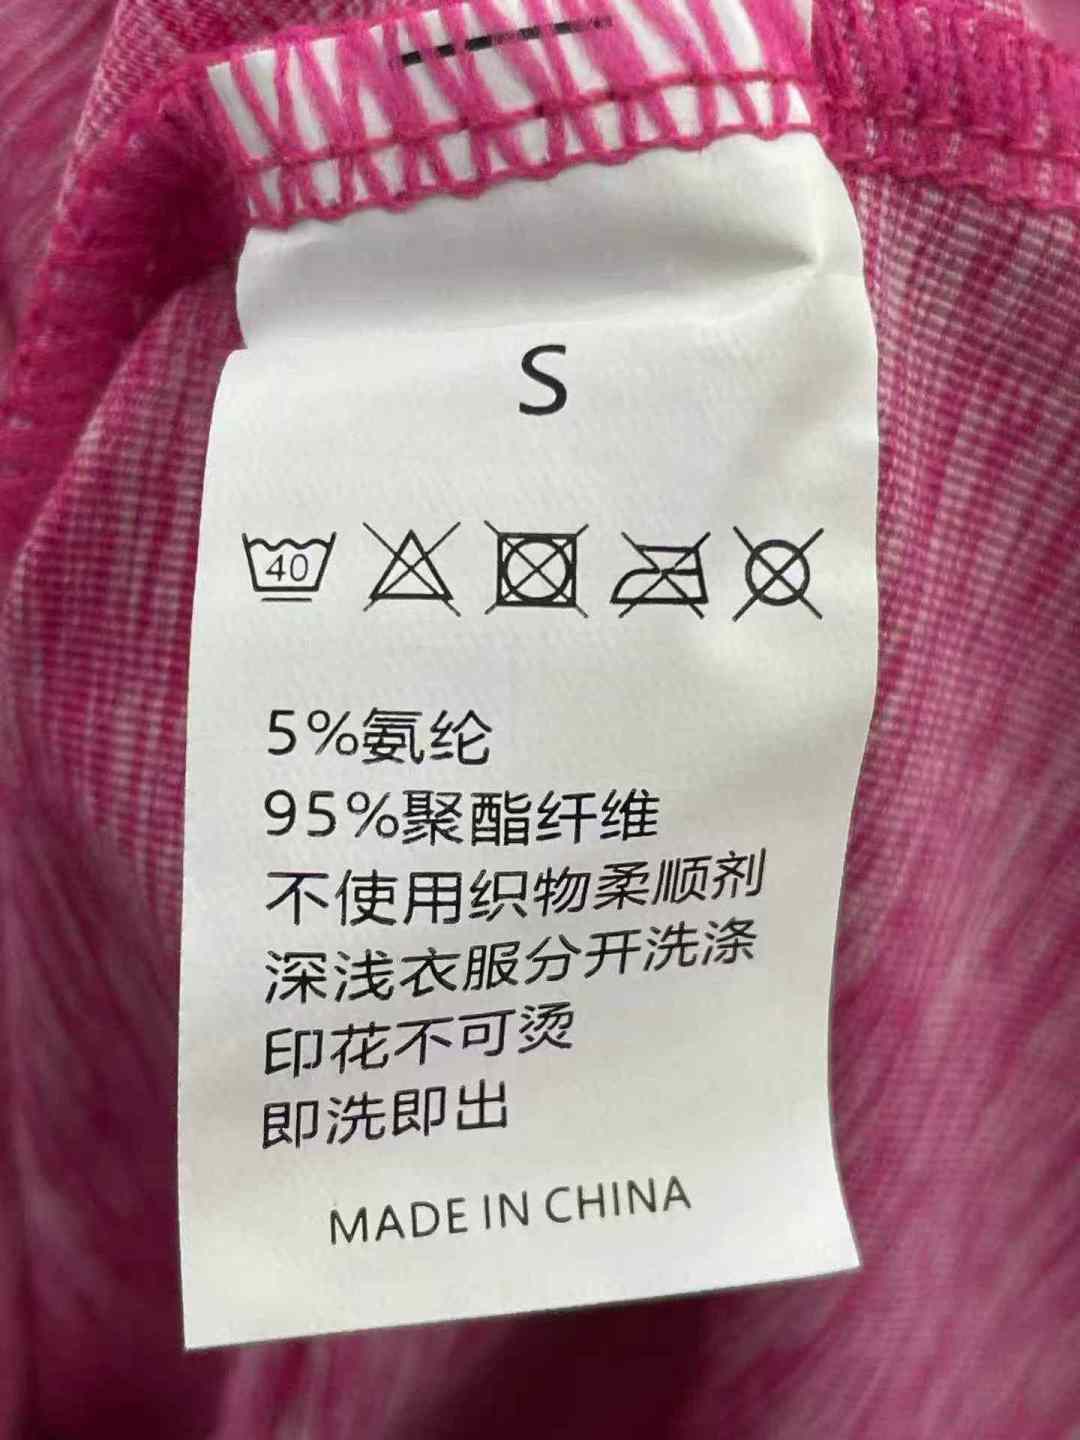 S
40
5%氨纶
95%聚酯纤维
不使用织物柔顺剂
深浅衣服分开洗涤
印花不可烫
即洗即出
MADE IN CHINA